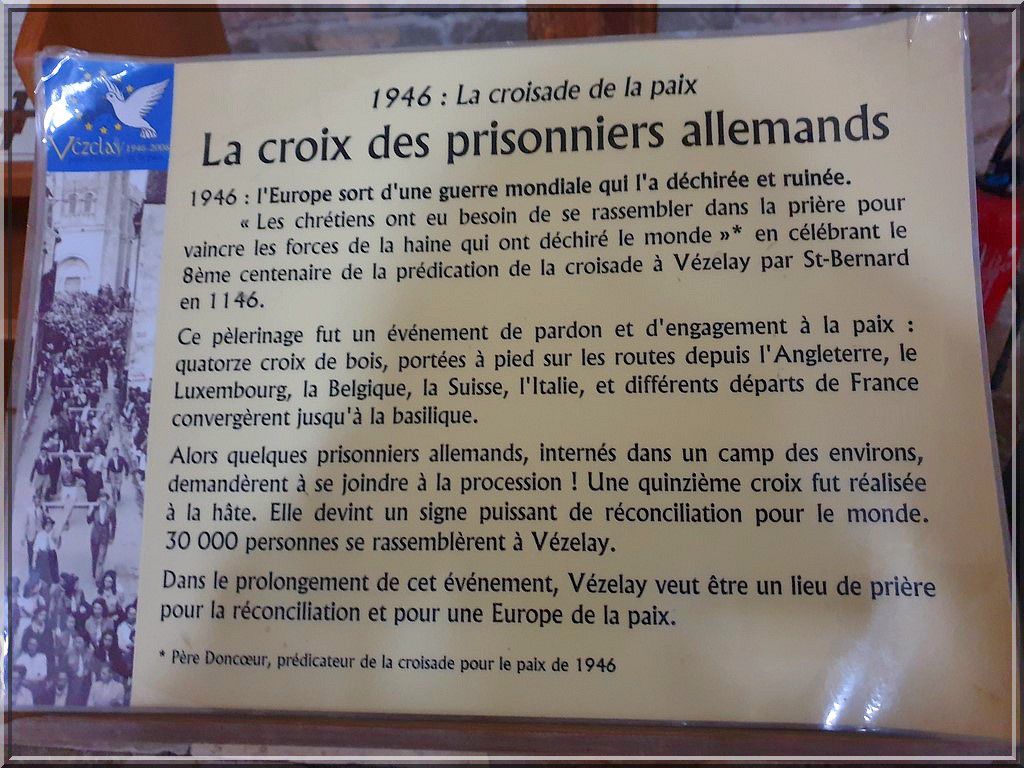 Vézelay 1946-2006
1946 : La croisade de la paix
La croix des prisonniers allemands
1946 : l'Europe sort d'une guerre mondiale qui l'a déchirée et ruinée.
« Les chrétiens ont eu besoin de se rassembler dans la prière pour
vaincre les forces de la haine qui ont déchiré le monde »* en célébrant le
8ème centenaire de la prédication de la croisade à Vézelay par St-Bernard
en 1146.
Ce pèlerinage fut un événement de pardon et d'engagement à la paix :
quatorze croix de bois, portées à pied sur les routes depuis l'Angleterre, le
Luxembourg, la Belgique, la Suisse, l'Italie, et différents départs de France
convergèrent jusqu'à la basilique.
Alors quelques prisonniers allemands, internés dans un camp des environs,
demandèrent à se joindre à la procession ! Une quinzième croix fut réalisée
à la hâte. Elle devint un signe puissant de réconciliation pour le monde.
30 000 personnes se rassemblèrent à Vézelay.
Dans le prolongement de cet événement, Vézelay veut être un lieu de prière
pour la réconciliation et pour une Europe de la paix.
* Père Doncœur, prédicateur de la croisade pour le paix de 1946